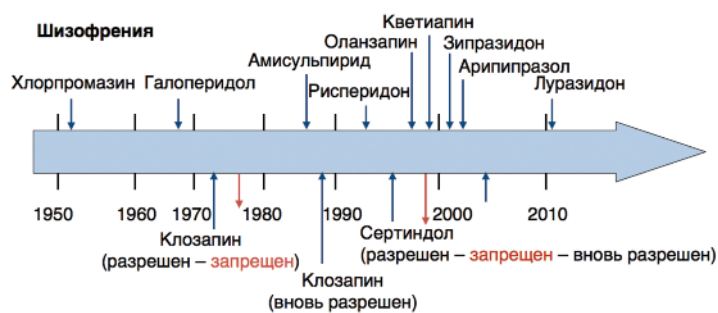 Шизофрения
Кветиапин
Оланзапин
Зипразидон
Амисульпирид
Арипипразол
Хлорпромазин
Галоперидол
Рисперидон
Луразидон
1950
1960
1970
1980
1990
2000
2010
Клозапин
(разрешен – запрещен)
Сертиндол
(разрешен – запрещен – вновь разрешен)
Клозапин
(вновь разрешен)